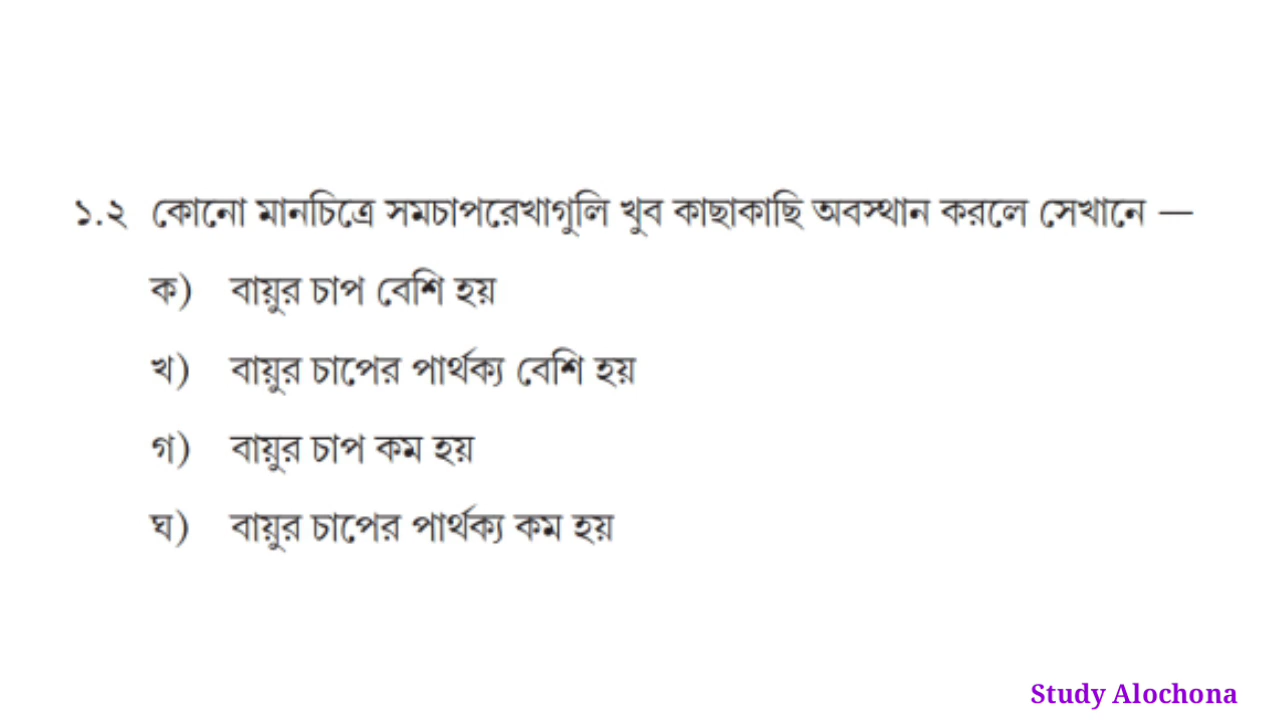 ১.২ কোনো মানচিত্রে সমচাপরেখাগুলি খুব কাছাকাছি অবস্থান করলে সেখানে —
ক) বায়ুর চাপ বেশি হয়
খ) বায়ুর চাপের পার্থক্য বেশি হয়
গ) বায়ুর চাপ কম হয়
ঘ) বায়ুর চাপের পার্থক্য কম হয়
Study Alochona